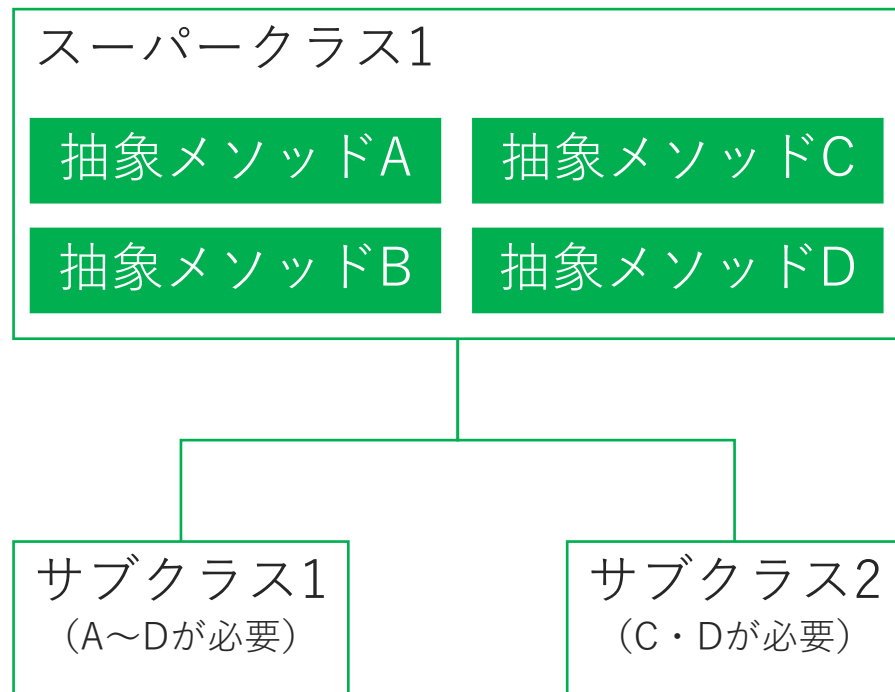 スーパークラス1
抽象メソッドA
抽象メソッドC
抽象メソッドB
抽象メソッドD
サブクラス1
（A～Dが必要）
サブクラス2
（C・Dが必要）